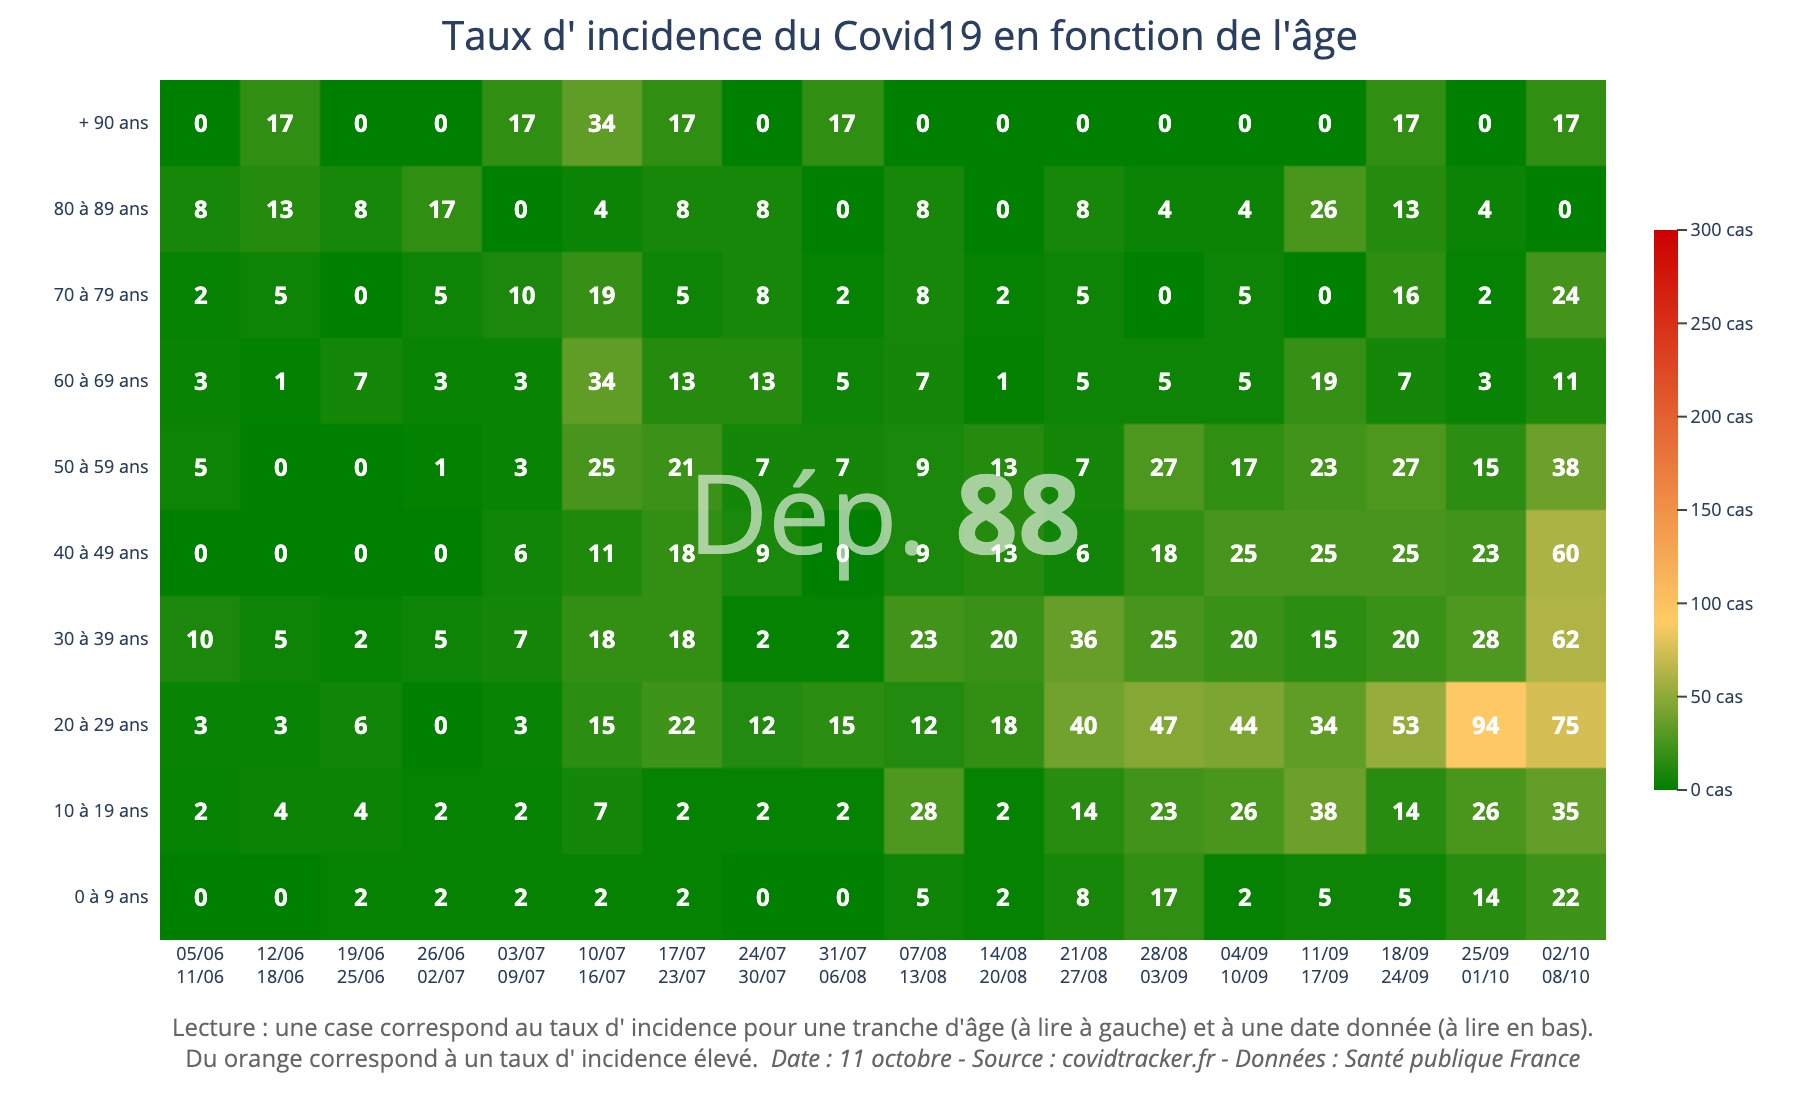 Taux d' incidence du Covid19 en fonction de l'âge
+ 90 ans 0 17 0 0 17 34 17 0 17 0 0 0 0 0 0 17 0 17
80 à 89 ans 8 13 8 17 0 4 8 8 0 8 0 8 4 4 26 13 4 0
70 à 79 ans 2 5 0 5 10 19 5 8 2 8 2 5 0 5 0 16 2 24
60 à 69 ans 3 1 7 3 3 34 13 13 5 7 1 5 5 5 19 7 3 11
50 à 59 ans 5 0 0 1 3 25 21 7 7 9 13 7 27 17 23 27 15 38
Dép. 88
40 à 49 ans 0 0 0 0 6 11 18 9 0 9 13 6 18 25 25 25 23 60
30 à 39 ans 10 5 2 5 7 18 18 2 2 23 20 36 25 20 15 20 28 62
20 à 29 ans 3 3 6 0 3 15 22 12 15 12 18 40 47 44 34 53 94 75
10 à 19 ans 2 4 4 2 2 7 2 2 2 28 2 14 23 26 38 14 26 35
0 à 9 ans 0 0 2 2 2 2 2 0 0 5 2 8 17 2 5 5 14 22
05/06 12/06 19/06 26/06 03/07 10/07 17/07 24/07 31/07 07/08 14/08 21/08 28/08 04/09 11/09 18/09 25/09 02/10
11/06 18/06 25/06 02/07 09/07 16/07 23/07 30/07 06/08 13/08 20/08 27/08 03/09 10/09 17/09 24/09 01/10 08/10
300 cas
250 cas
200 cas
150 cas
100 cas
50 cas
0 cas
Lecture : une case correspond au taux d' incidence pour une tranche d'âge (à lire à gauche) et à une date donnée (à lire en bas).
Du orange correspond à un taux d' incidence élevé. Date : 11 octobre - Source : covidtracker.fr - Données : Santé publique France